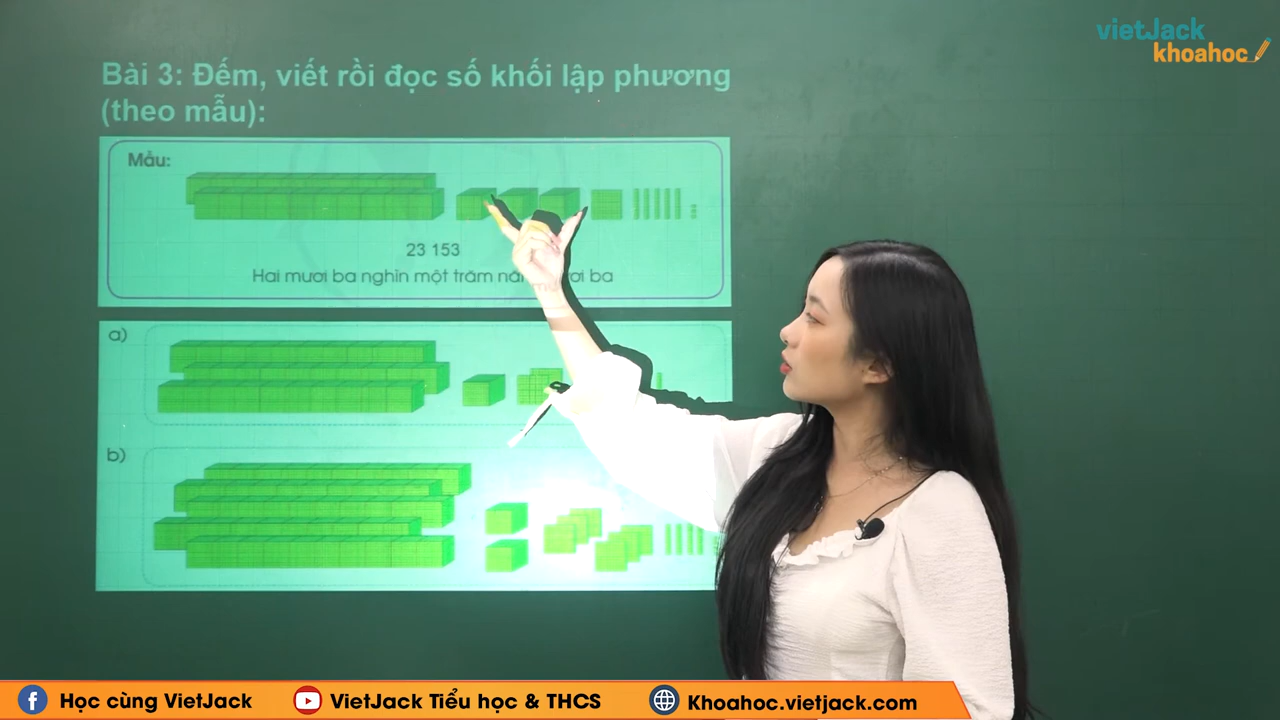 vietJack
khoahoc
Bài 3: Đếm, viết rồi đọc số khối lập phương
(theo mẫu):
Mẫu:
23 153
Hai mươi ba nghìn một trăm ba
a)
b)
Học cùng VietJack
VietJack Tiểu học & THCS
Khoahoc.vietjack.com